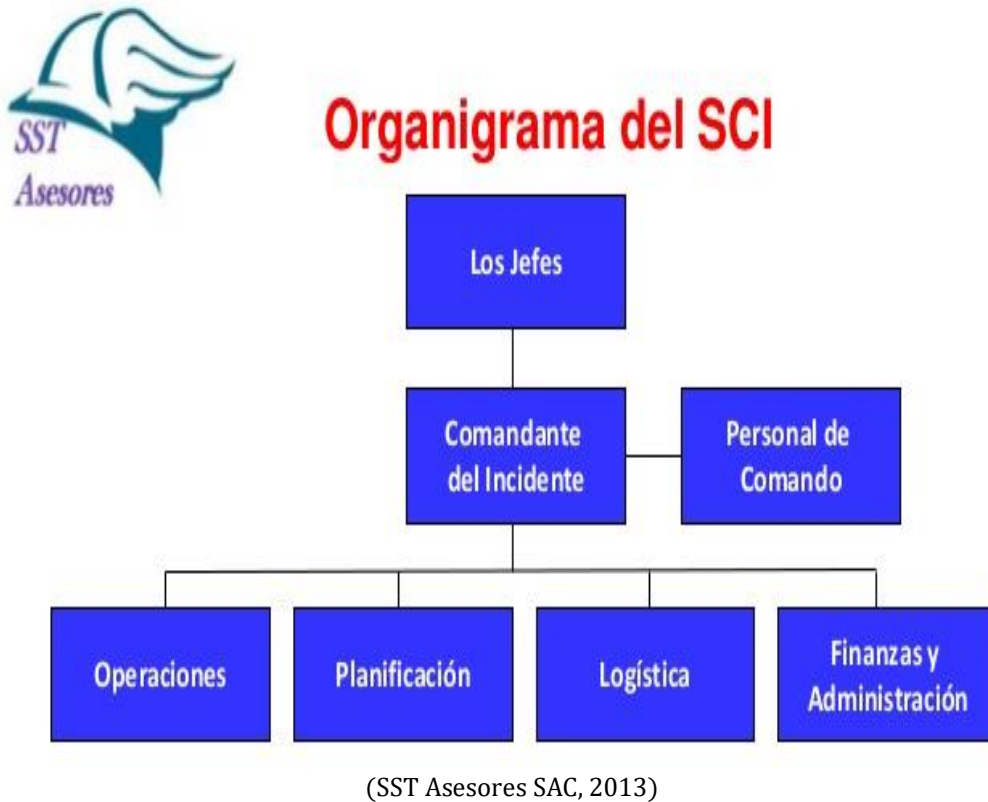 SST
Asesores
Organigrama del SCI
Los Jefes
Comandante
del Incidente
Personal de
Comando
Operaciones
Planificación
Logística
Finanzas y
Administración
(SST Asesores SAC, 2013)